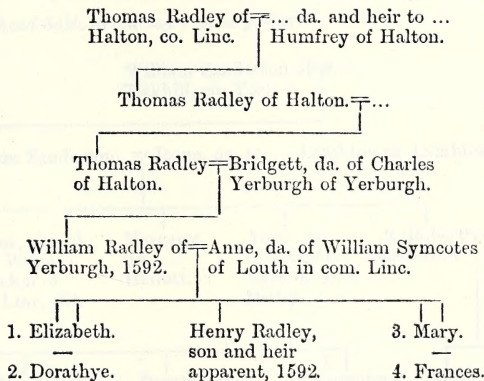 Thomas Radley of=... da. and heir to ...
Halton, co. Linc. Humfrey of Halton.
Thomas Radley of Halton.=...
Thomas Radley=Bridgett, da. of Charles
of Halton. Yerburgh of Yerburgh.
William Radley of=Anne, da. of William Symcotes
Yerburgh, 1592. of Louth in com. Linc.
1. Elizabeth. Henry Radley, 3. Mary.
— son and heir —
2. Dorathye. apparent, 1592. 4. Frances.